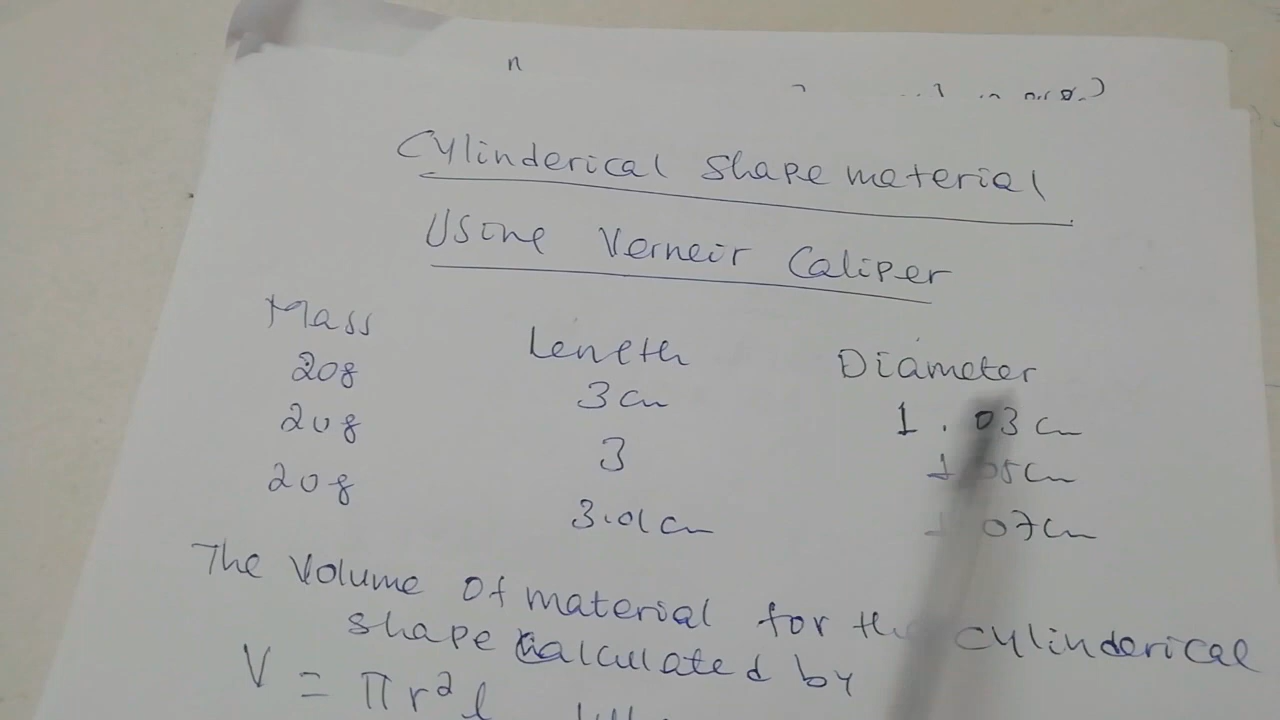 Cylinderical shape material
Using Verneir Caliper
Mass Length Diameter
20g 3cm 1.03cm
20g 3 1.05cm
20g 3.01cm 07cm
The volume of material for the cylinderical
shape calculated by
V = πr²l